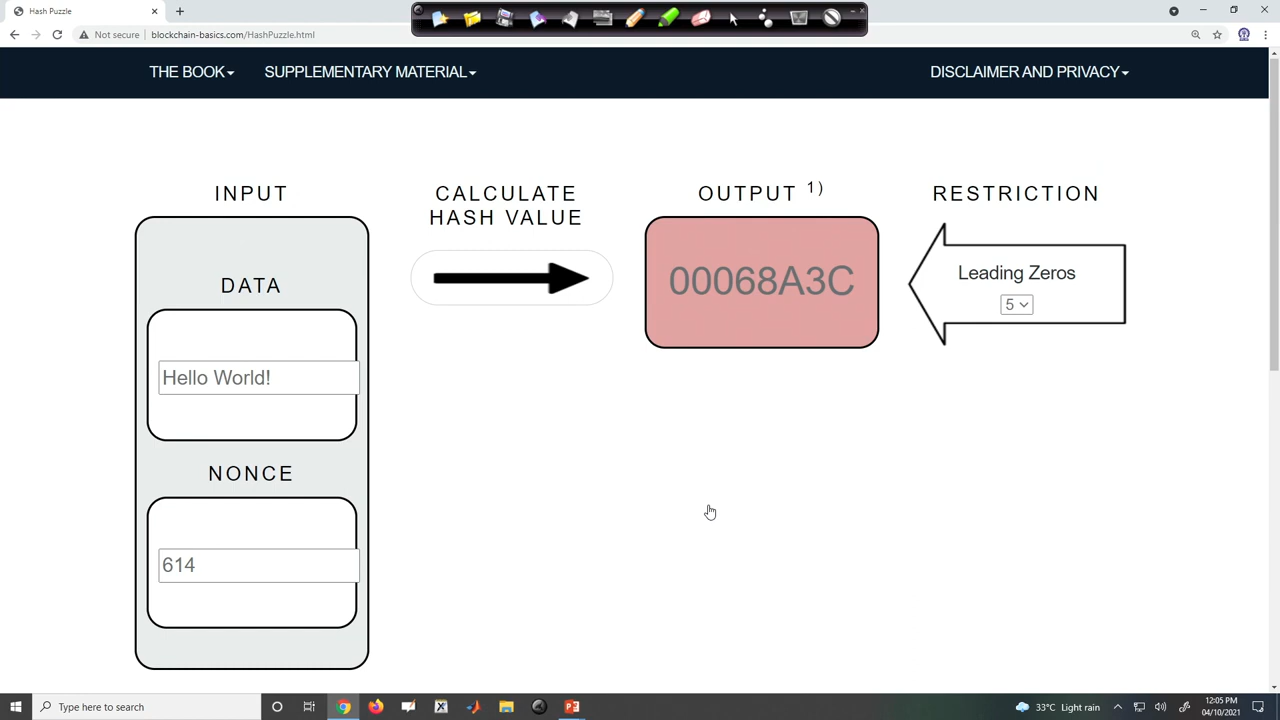 Hash Puzzle
Not secure | blockchain-basics.com/HashPuzzle.html
THE BOOK SUPPLEMENTARY MATERIAL DISCLAIMER AND PRIVACY
INPUT
CALCULATE
HASH VALUE
OUTPUT 1)
RESTRICTION
DATA
Hello World!
NONCE
614
00068A3C
Leading Zeros
5
Type here to search
33°C Light rain
12:05 PM
04/10/2021